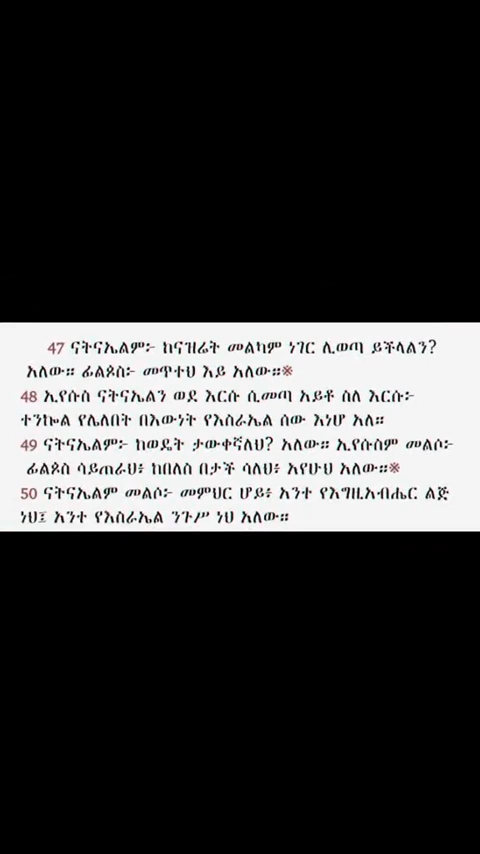 47 ናትናኤልም፦ ከናዝሬት መልካም ነገር ሊወጣ ይችላልን?
አለው። ፊልጶስ፦ መጥተህ እይ አለው።※
48 ኢየሱስ ናትናኤልን ወደ እርሱ ሲመጣ አይቶ ስለ እርሱ፦
ተንኰል የሌለበት በእውነት የእስራኤል ሰው እነሆ አለ።
49 ናትናኤልም፦ ከወዴት ታውቀኛለህ? አለው። ኢየሱስም መልሶ፦
ፊልጶስ ሳይጠራህ፥ ከበለስ በታች ሳለህ፥ አየሁህ አለው።※
50 ናትናኤልም መልሶ፦ መምህር ሆይ፥ አንተ የእግዚአብሔር ልጅ
ነህ፤ አንተ የእስራኤል ንጉሥ ነህ አለው።